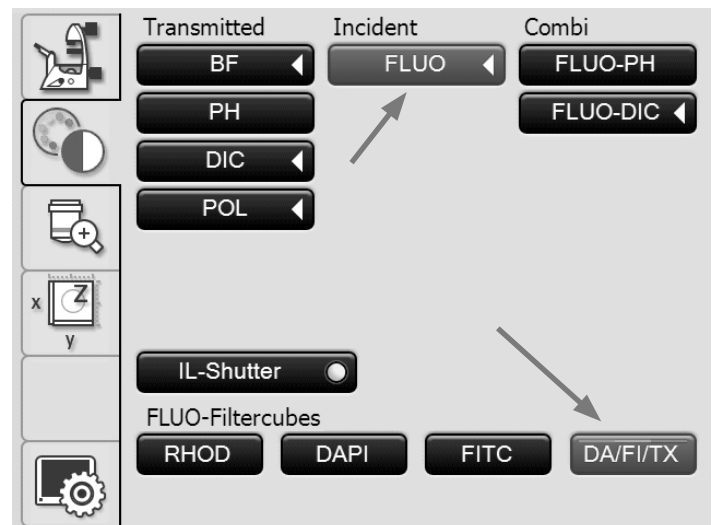 Transmitted Incident Combi
BF FLUO FLUO-PH
PH FLUO-DIC
DIC
POL
x Z
y
IL-Shutter
FLUO-Filtercubes
RHOD DAPI FITC DA/FI/TX